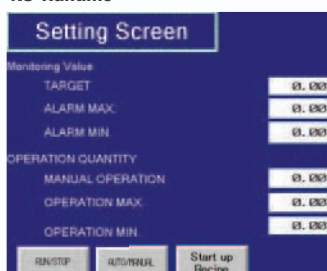 Setting Screen
Monitoring Value
TARGET 0.00
ALARM MAX. 0.00
ALARM MIN. 0.00
OPERATION QUANTITY
MANUAL OPERATION 0.00
OPERATION MAX. 0.00
OPERATION MIN. 0.00
RUN/STOP AUTO/MANUAL Start up
Recipe